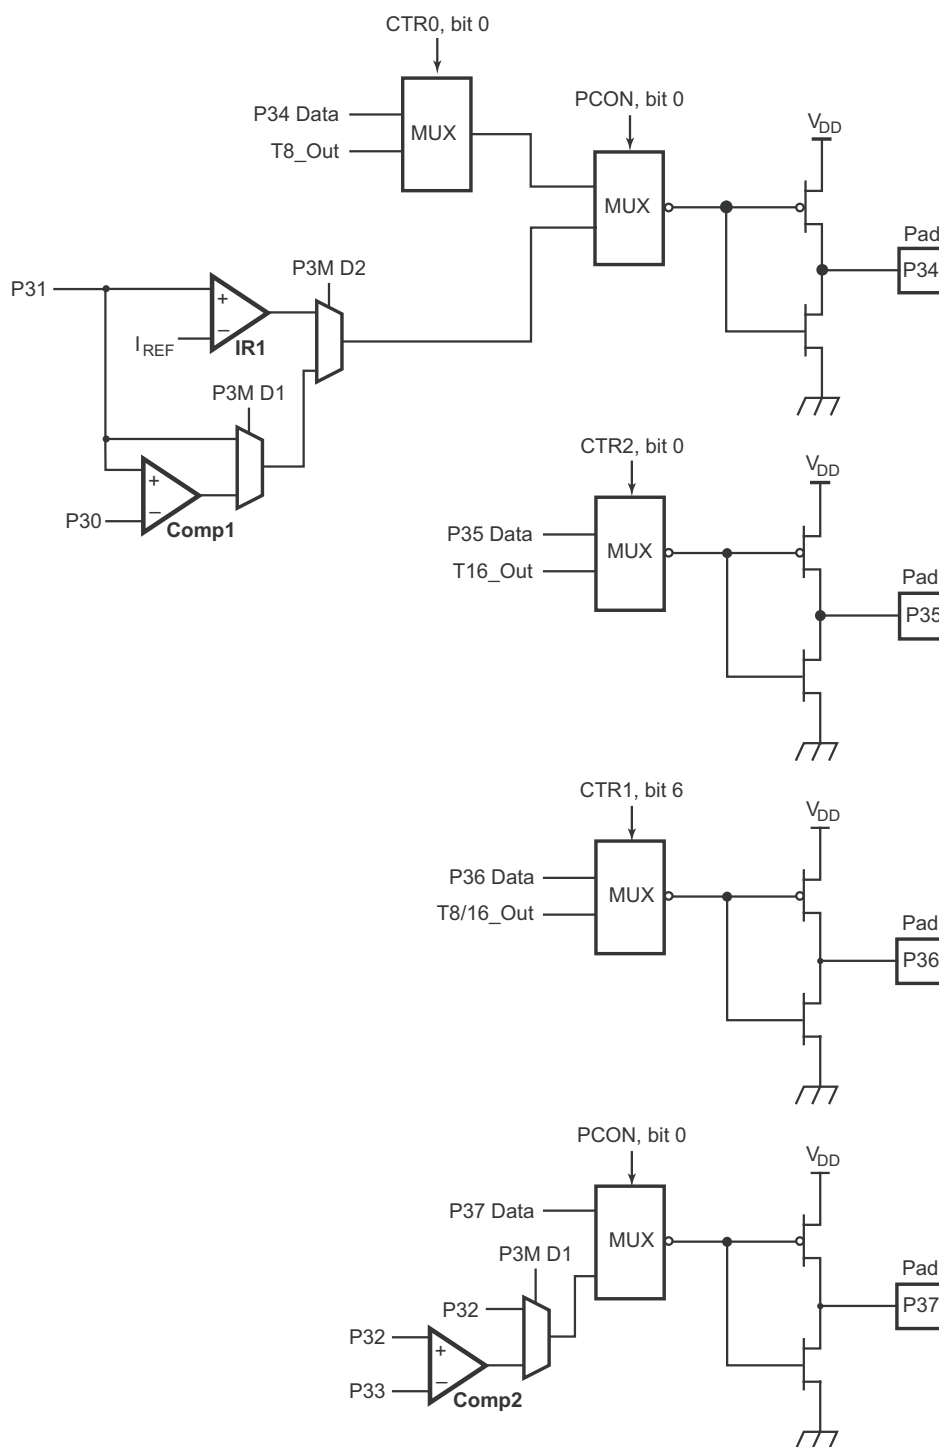 CTR0, bit 0
P34 Data
MUX
T8_Out
PCON, bit 0
MUX
VDD
Pad
P34
P31
P3M D2
+
−
IREF
IR1
P3M D1
+
−
P30
Comp1
CTR2, bit 0
P35 Data
MUX
T16_Out
VDD
Pad
P35
CTR1, bit 6
P36 Data
MUX
T8/16_Out
VDD
Pad
P36
PCON, bit 0
P37 Data
MUX
VDD
Pad
P37
P3M D1
P32
P32
+
−
P33
Comp2